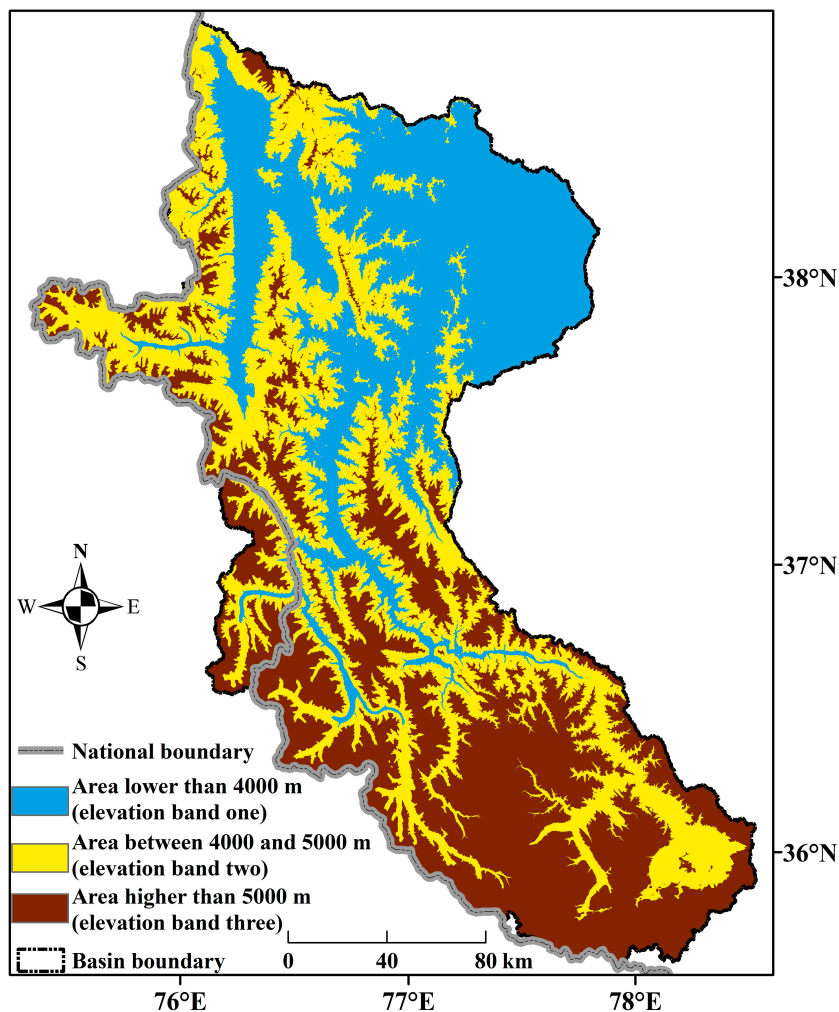 38°N
37°N
N
W
E
S
National boundary
Area lower than 4000 m
(elevation band one)
Area between 4000 and 5000 m
(elevation band two)
36°N
Area higher than 5000 m
(elevation band three)
Basin boundary
0 40 80 km
76°E 77°E 78°E